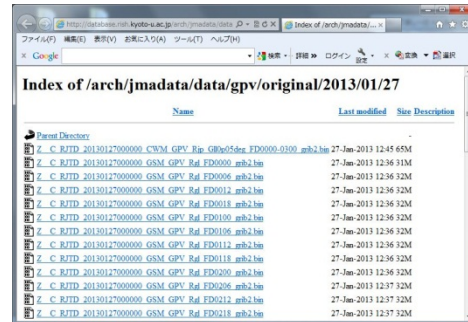 http://database.rish.kyoto-u.ac.jp/arch/jmadata/data
Index of /arch/jmadata/...
ファイル(F) 編集(E) 表示(V) お気に入り(A) ツール(T) ヘルプ(H)
× Google 検索 詳細 » ログイン 設定 × 変換 選択
Index of /arch/jmadata/data/gpv/original/2013/01/27
Name Last modified Size Description
Parent Directory -
Z__C_RJTD_20130127000000_CWM_GPV_Rjp_Gll0p05deg_FD0000-0300_grib2.bin 27-Jan-2013 12:45 65M
Z__C_RJTD_20130127000000_GSM_GPV_Rgl_FD0000_grib2.bin 27-Jan-2013 12:36 31M
Z__C_RJTD_20130127000000_GSM_GPV_Rgl_FD0006_grib2.bin 27-Jan-2013 12:36 32M
Z__C_RJTD_20130127000000_GSM_GPV_Rgl_FD0012_grib2.bin 27-Jan-2013 12:36 32M
Z__C_RJTD_20130127000000_GSM_GPV_Rgl_FD0018_grib2.bin 27-Jan-2013 12:36 32M
Z__C_RJTD_20130127000000_GSM_GPV_Rgl_FD0100_grib2.bin 27-Jan-2013 12:36 32M
Z__C_RJTD_20130127000000_GSM_GPV_Rgl_FD0106_grib2.bin 27-Jan-2013 12:36 32M
Z__C_RJTD_20130127000000_GSM_GPV_Rgl_FD0112_grib2.bin 27-Jan-2013 12:36 32M
Z__C_RJTD_20130127000000_GSM_GPV_Rgl_FD0118_grib2.bin 27-Jan-2013 12:36 32M
Z__C_RJTD_20130127000000_GSM_GPV_Rgl_FD0200_grib2.bin 27-Jan-2013 12:36 32M
Z__C_RJTD_20130127000000_GSM_GPV_Rgl_FD0206_grib2.bin 27-Jan-2013 12:37 32M
Z__C_RJTD_20130127000000_GSM_GPV_Rgl_FD0212_grib2.bin 27-Jan-2013 12:37 32M
Z__C_RJTD_20130127000000_GSM_GPV_Rgl_FD0218_grib2.bin 27-Jan-2013 12:37 32M